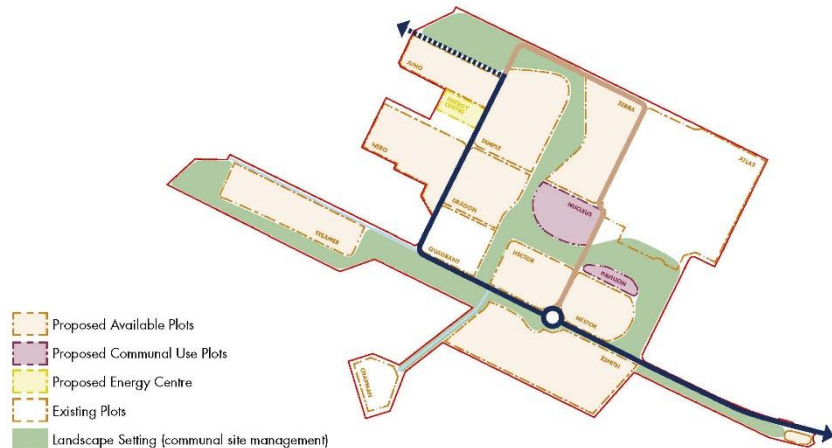 JUNO
ENERGY
CENTRE
ZEBRA
NERO
TEMPLE
ATLAS
DRAGON
NUCLEUS
STEAMER
QUADRANT
HECTOR
PAVILION
NESTOR
ZENITH
CHAPMAN
Proposed Available Plots
Proposed Communal Use Plots
Proposed Energy Centre
Existing Plots
Landscape Setting (communal site management)